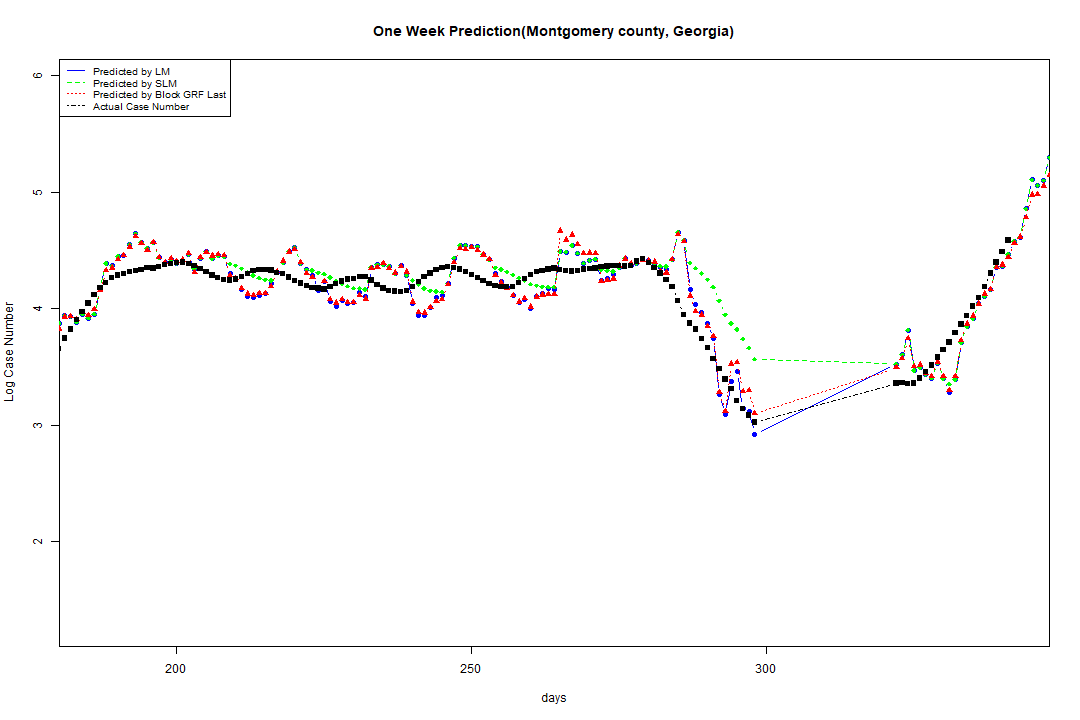 One Week Prediction(Montgomery county, Georgia)
Predicted by LM
Predicted by SLM
Predicted by Block GRF Last
Actual Case Number
6
5
4
3
2
Log Case Number
200 250 300
days